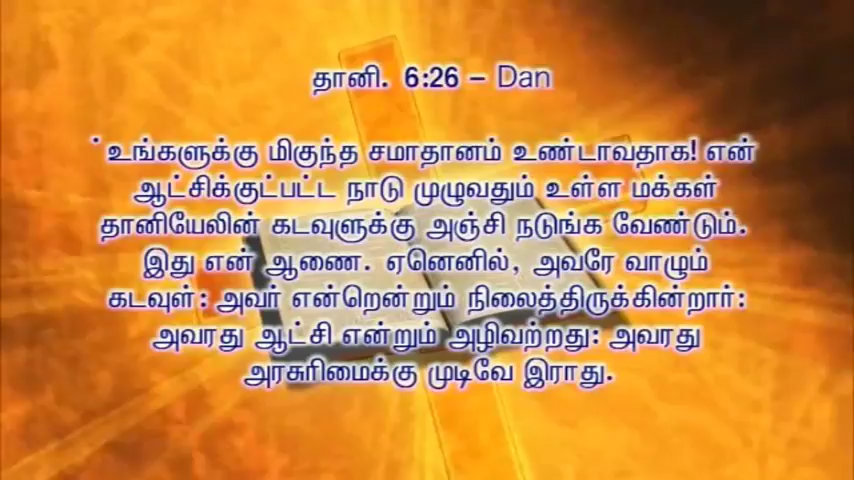 தானி. 6:26 – Dan
' உங்களுக்கு மிகுந்த சமாதானம் உண்டாவதாக! என்
ஆட்சிக்குட்பட்ட நாடு முழுவதும் உள்ள மக்கள்
தானியேலின் கடவுளுக்கு அஞ்சி நடுங்க வேண்டும்.
இது என் ஆணை. ஏனெனில், அவரே வாழும்
கடவுள்: அவர் என்றென்றும் நிலைத்திருக்கின்றார்:
அவரது ஆட்சி என்றும் அழிவற்றது: அவரது
அரசுரிமைக்கு முடிவே இராது.